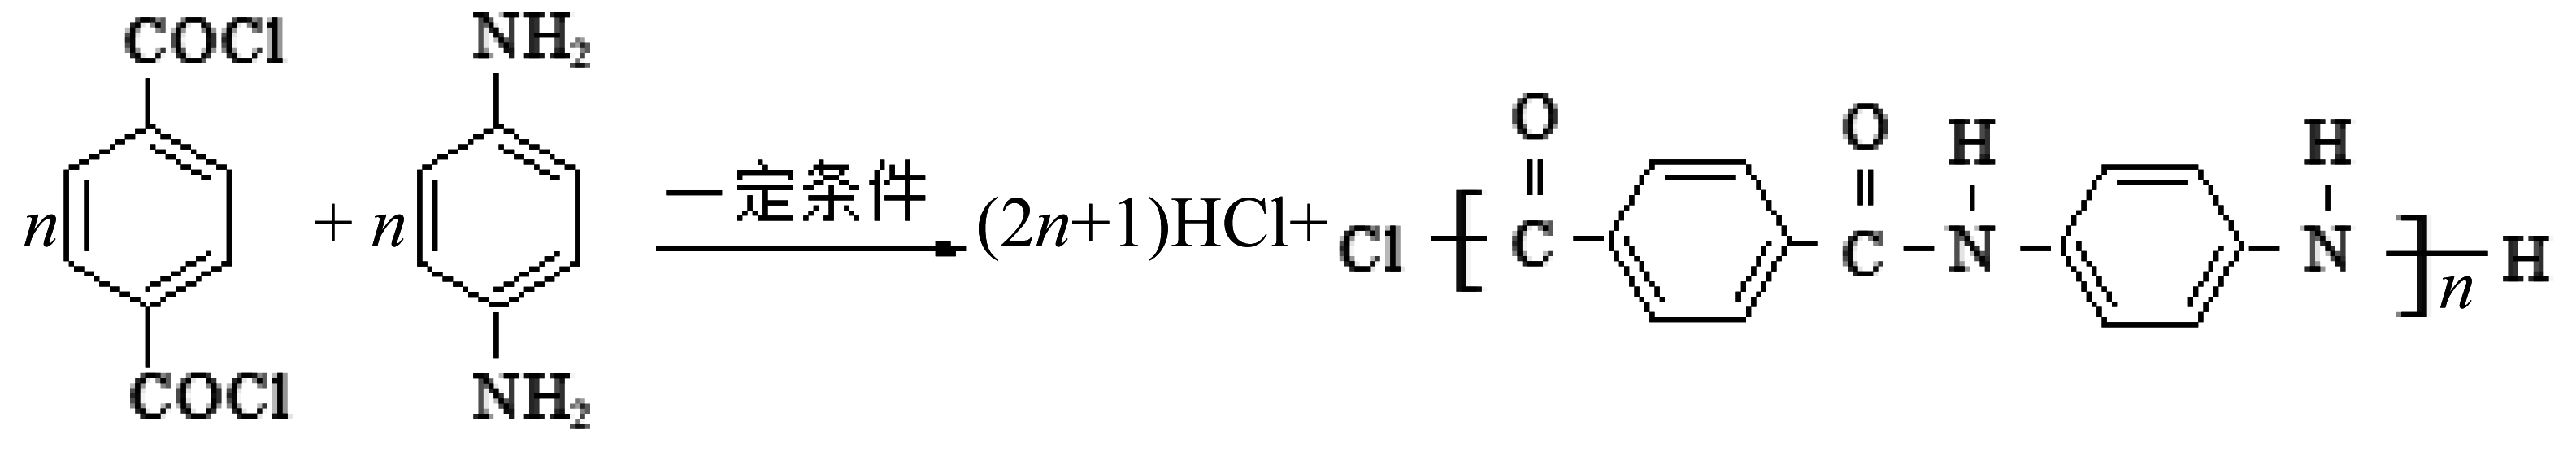 COCl
NH₂
n + n 一定条件 (2n+1)HCl+ Cl [ C(=O) C(=O) N(H) N(H) ]n H
COCl
NH₂